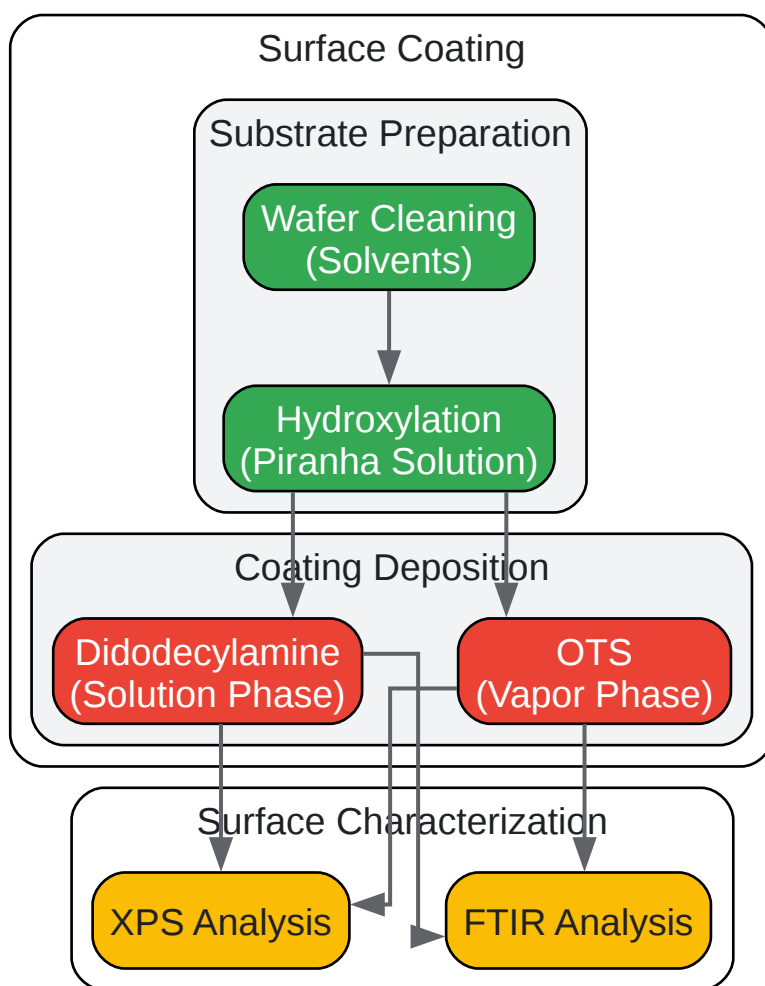 Surface Coating
Substrate Preparation
Wafer Cleaning
(Solvents)
Hydroxylation
(Piranha Solution)
Coating Deposition
Didodecylamine
(Solution Phase)
OTS
(Vapor Phase)
Surface Characterization
XPS Analysis
FTIR Analysis